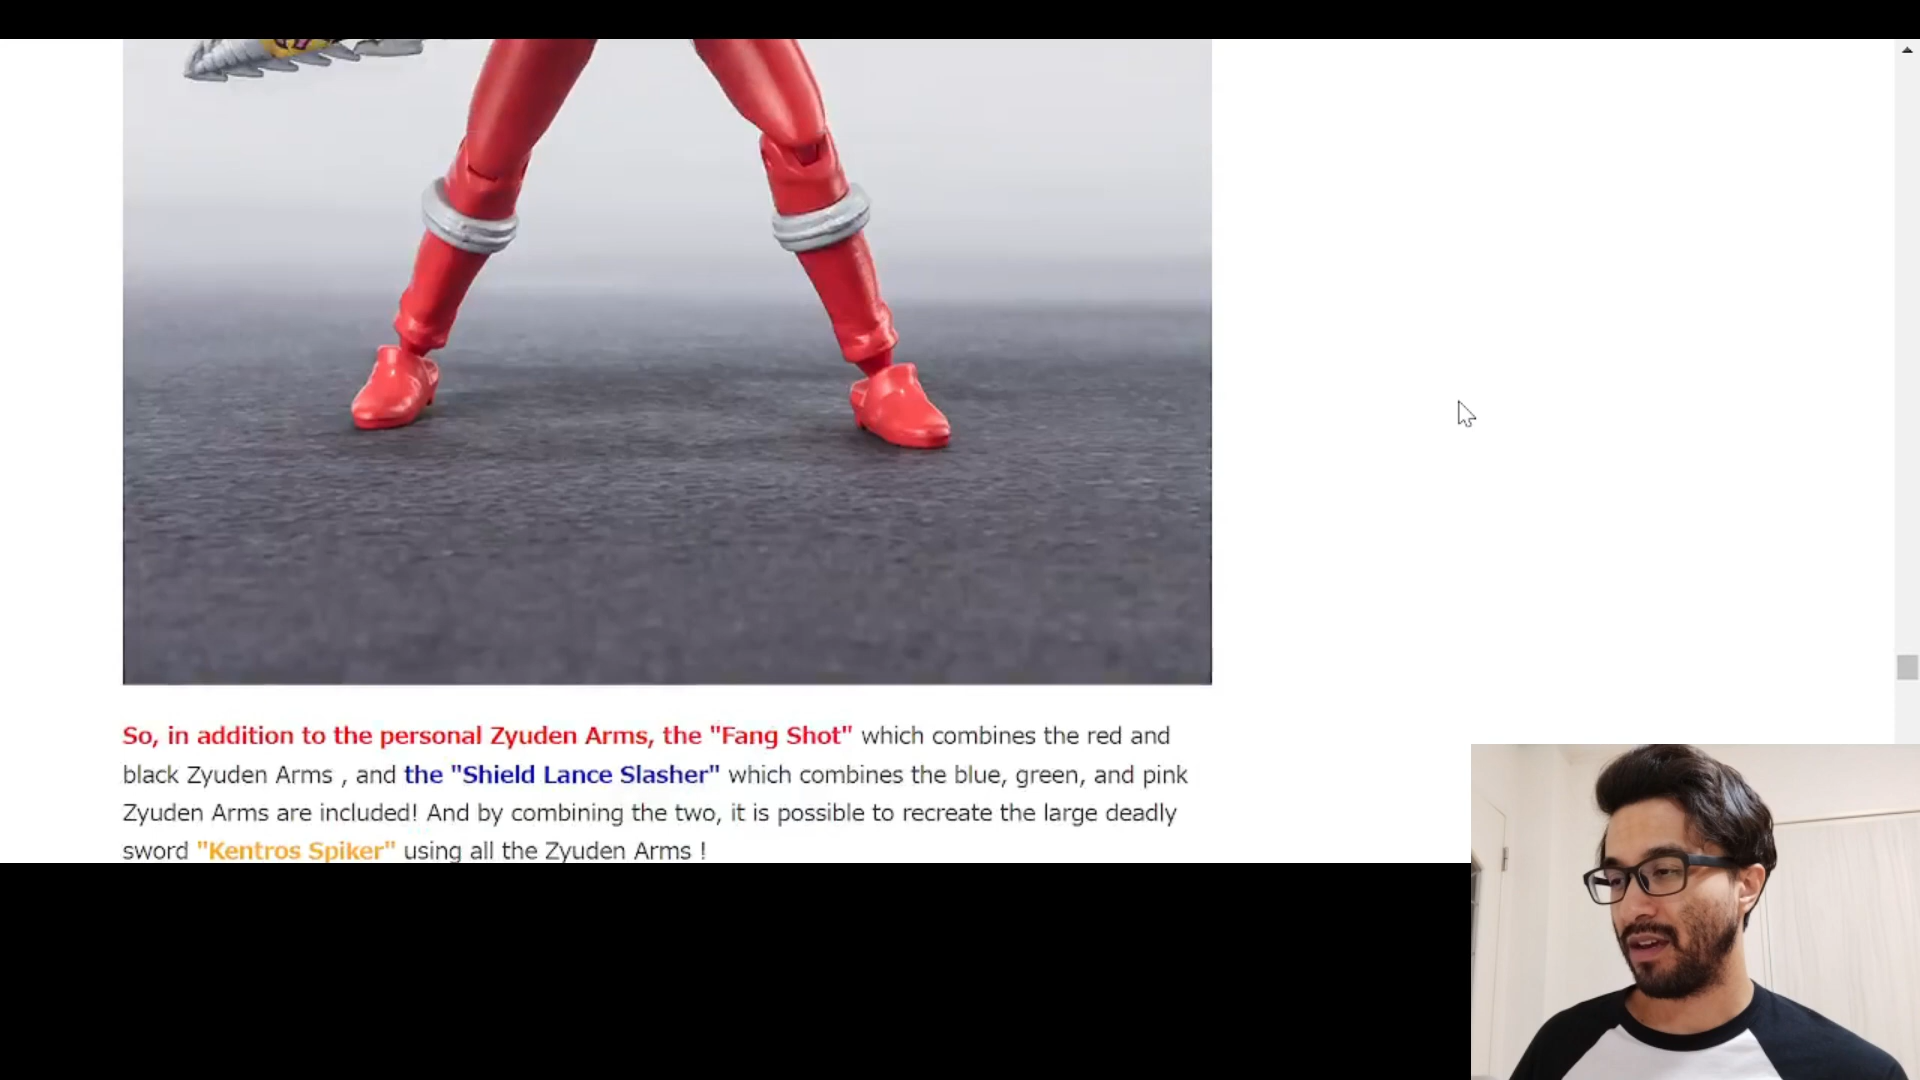 So, in addition to the personal Zyuden Arms, the "Fang Shot" which combines the red and
black Zyuden Arms , and the "Shield Lance Slasher" which combines the blue, green, and pink
Zyuden Arms are included! And by combining the two, it is possible to recreate the large deadly
sword "Kentros Spiker" using all the Zyuden Arms !